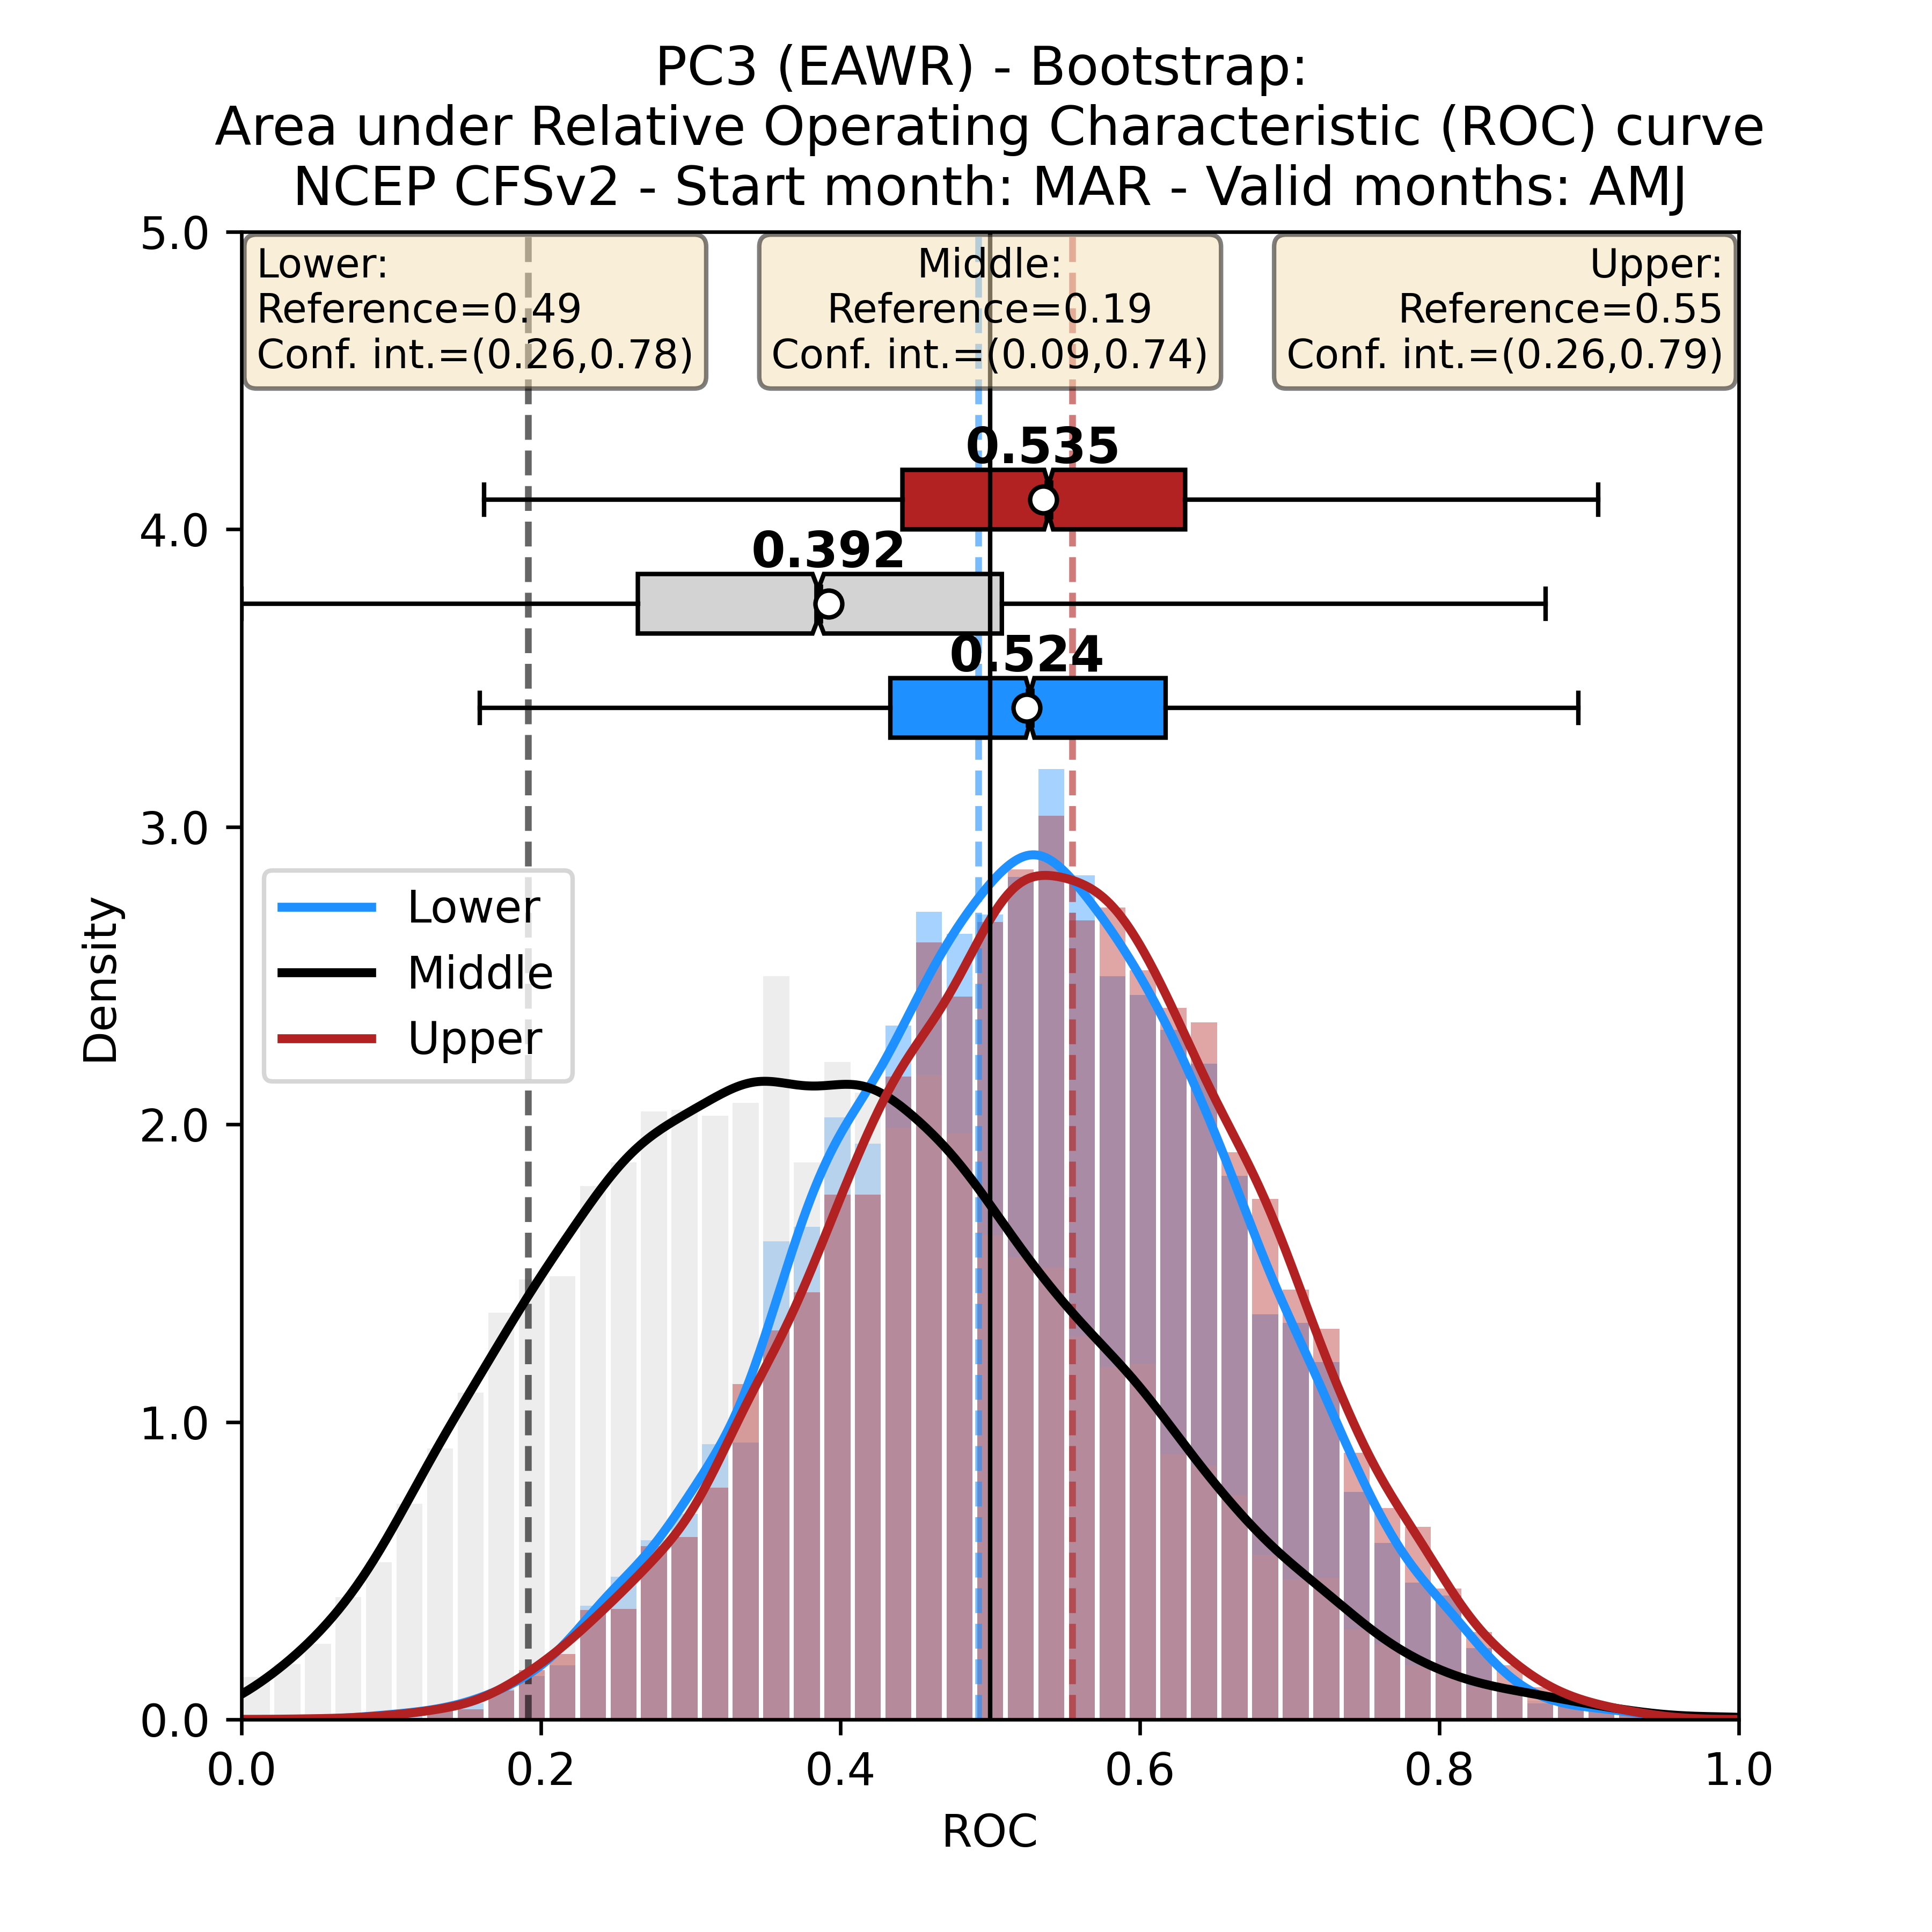 PC3 (EAWR) - Bootstrap:
Area under Relative Operating Characteristic (ROC) curve
NCEP CFSv2 - Start month: MAR - Valid months: AMJ
Lower:
Reference=0.49
Conf. int.=(0.26,0.78)
Middle:
Reference=0.19
Conf. int.=(0.09,0.74)
Upper:
Reference=0.55
Conf. int.=(0.26,0.79)
0.535
0.392
0.524
Lower
Middle
Upper
Density
5.0
4.0
3.0
2.0
1.0
0.0
0.0 0.2 0.4 0.6 0.8 1.0
ROC